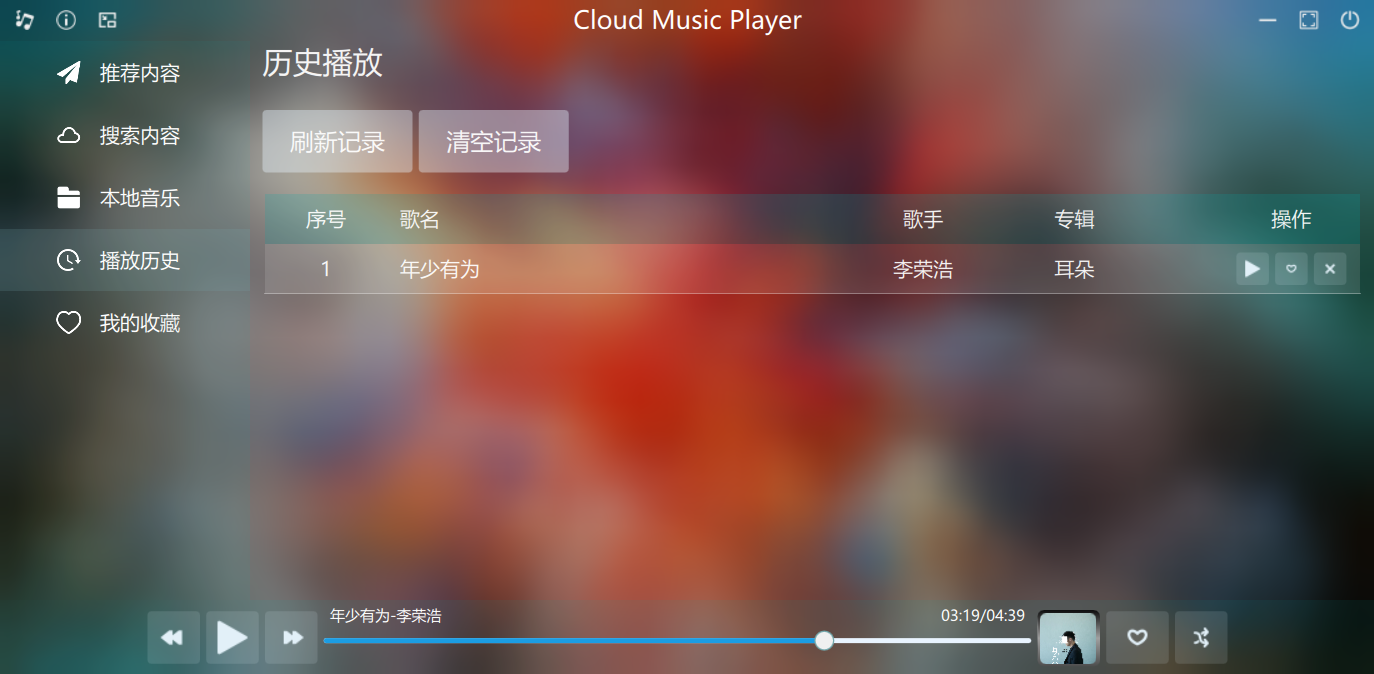 Cloud Music Player
推荐内容
搜索内容
本地音乐
播放历史
我的收藏
历史播放
刷新记录 清空记录
序号 歌名 歌手 专辑 操作
1 年少有为 李荣浩 耳朵
年少有为-李荣浩 03:19/04:39